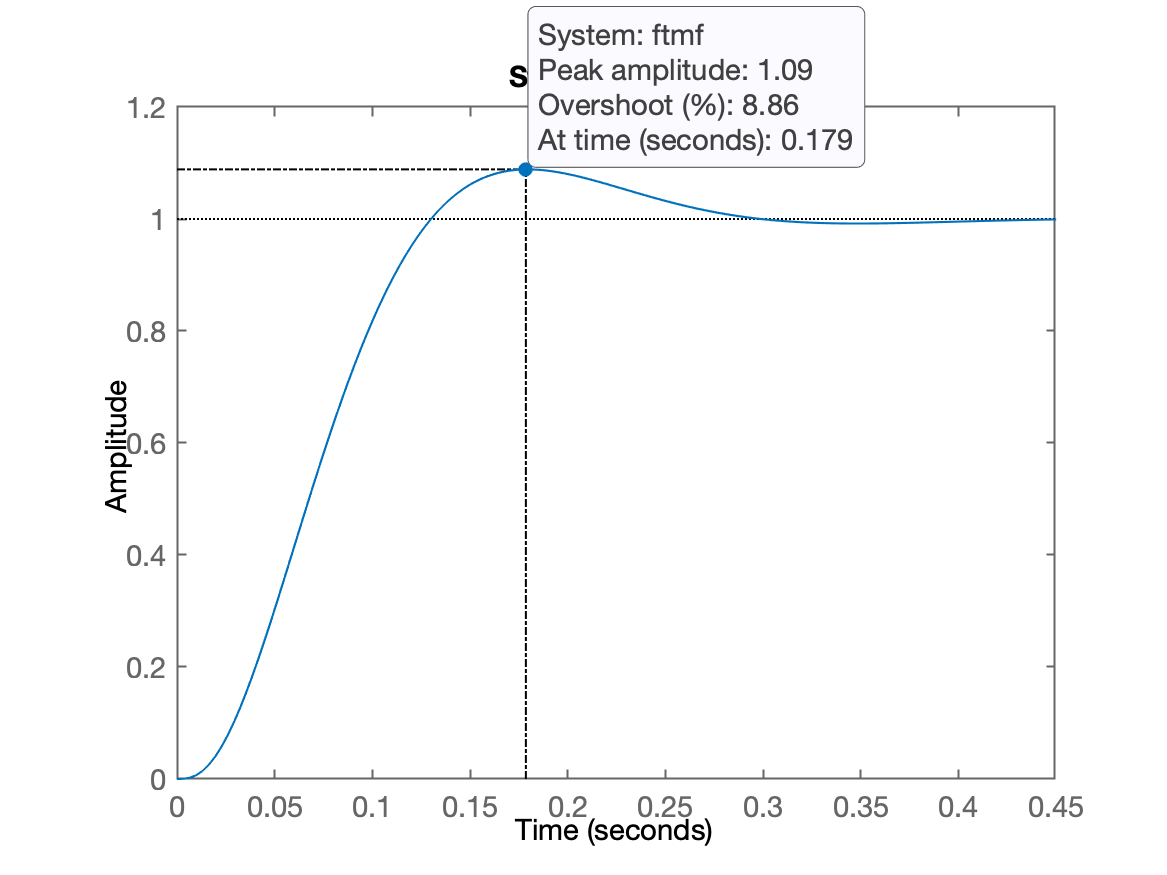 System: ftmf
Peak amplitude: 1.09
Overshoot (%): 8.86
At time (seconds): 0.179
1.2
1
0.8
0.6
0.4
0.2
0
Amplitude
0 0.05 0.1 0.15 0.2 0.25 0.3 0.35 0.4 0.45
Time (seconds)